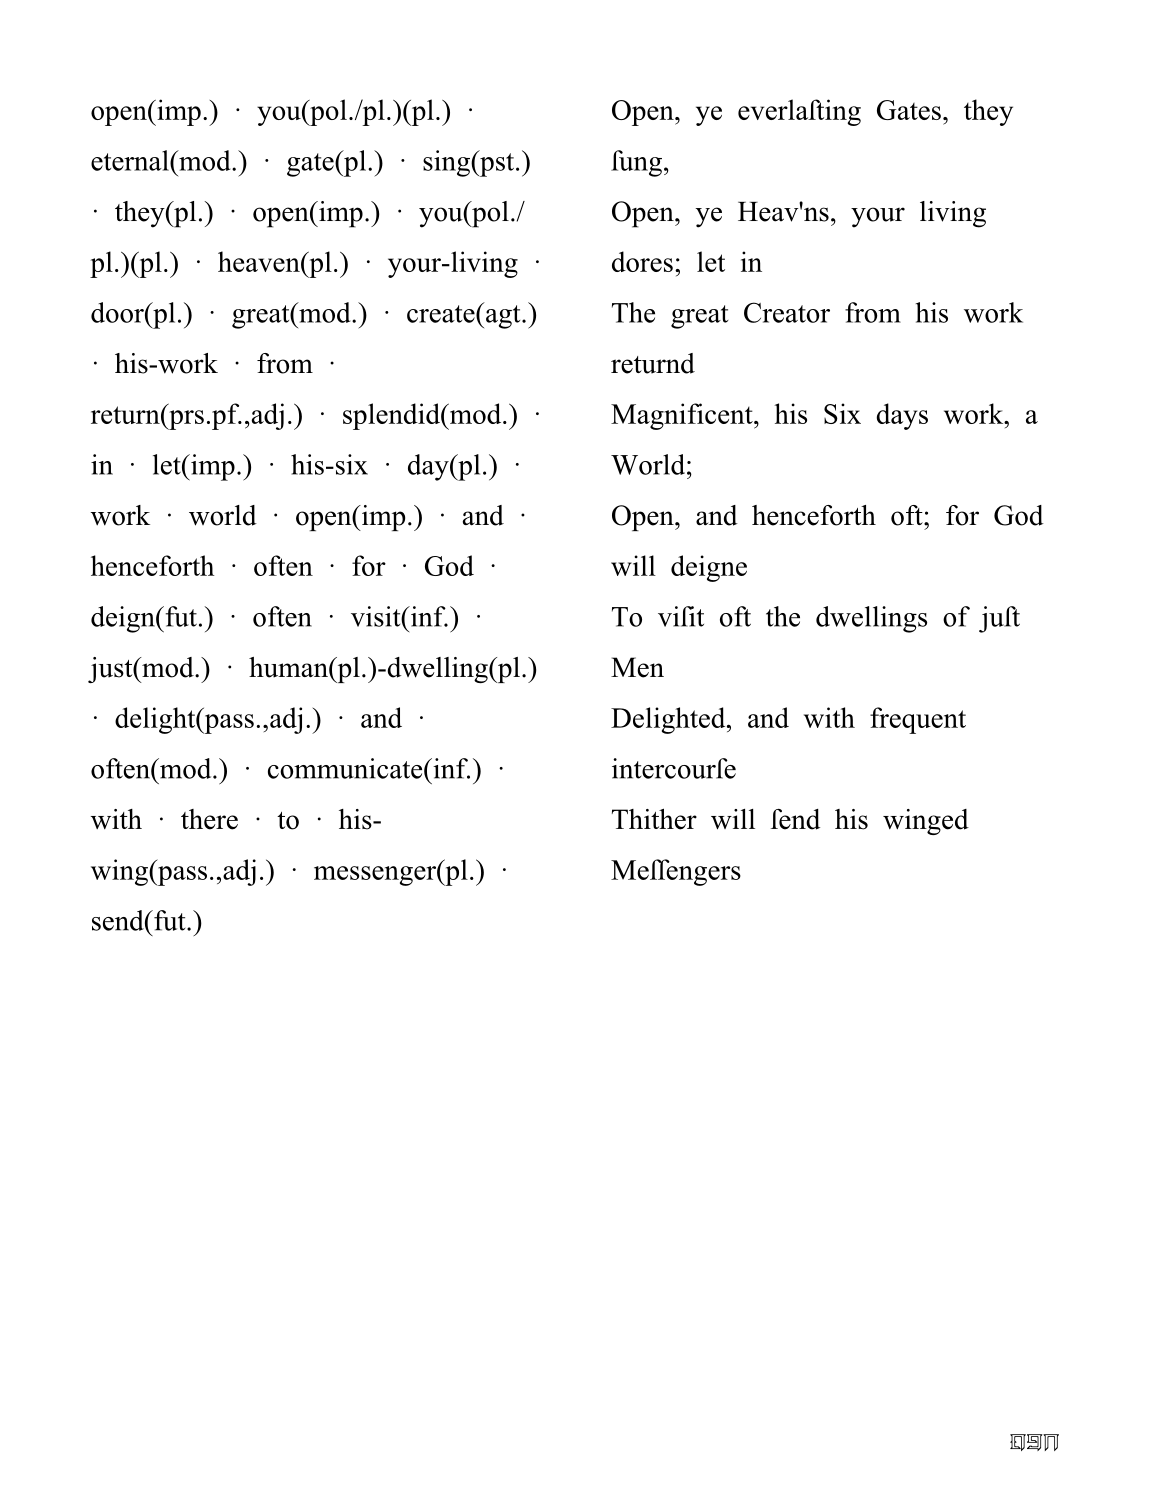 open(imp.) · you(pol./pl.)(pl.) ·
eternal(mod.) · gate(pl.) · sing(pst.)
· they(pl.) · open(imp.) · you(pol./
pl.)(pl.) · heaven(pl.) · your-living ·
door(pl.) · great(mod.) · create(agt.)
· his-work · from ·
return(prs.pf.,adj.) · splendid(mod.) ·
in · let(imp.) · his-six · day(pl.) ·
work · world · open(imp.) · and ·
henceforth · often · for · God ·
deign(fut.) · often · visit(inf.) ·
just(mod.) · human(pl.)-dwelling(pl.)
· delight(pass.,adj.) · and ·
often(mod.) · communicate(inf.) ·
with · there · to · his-
wing(pass.,adj.) · messenger(pl.) ·
send(fut.)
Open, ye everlaſting Gates, they
ſung,
Open, ye Heav'ns, your living
dores; let in
The great Creator from his work
returnd
Magnificent, his Six days work, a
World;
Open, and henceforth oft; for God
will deigne
To viſit oft the dwellings of juſt
Men
Delighted, and with frequent
intercourſe
Thither will ſend his winged
Meſſengers